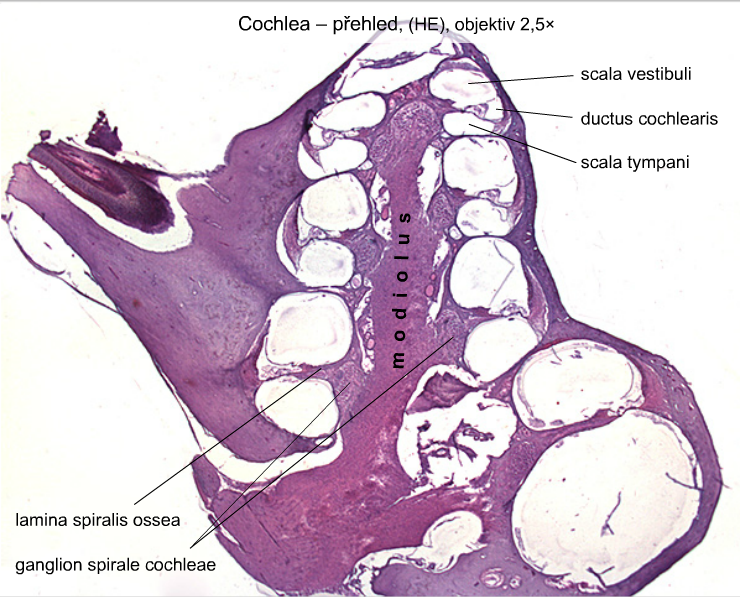 Cochlea – přehled, (HE), objektiv 2,5×
scala vestibuli
ductus cochlearis
scala tympani
modiolus
lamina spiralis ossea
ganglion spirale cochleae